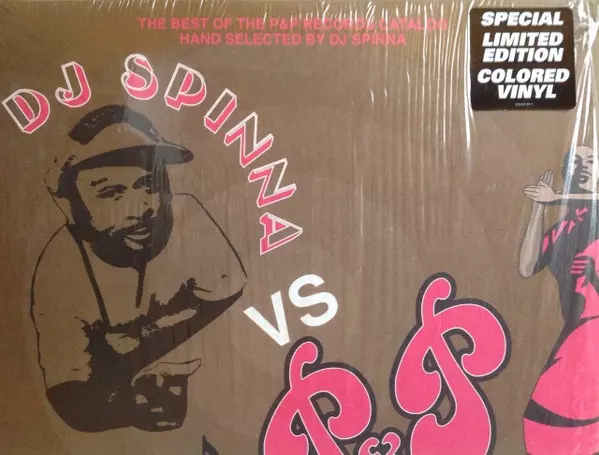 THE BEST OF THE P&P RECORDS CATALOG
HAND SELECTED BY DJ SPINNA
SPECIAL
LIMITED
EDITION
COLORED
VINYL
DJ SPINNA
VS
P&P